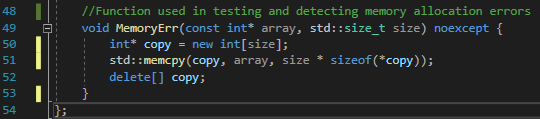 48 //Function used in testing and detecting memory allocation errors
49 void MemoryErr(const int* array, std::size_t size) noexcept {
50 int* copy = new int[size];
51 std::memcpy(copy, array, size * sizeof(*copy));
52 delete[] copy;
53 }
54 };